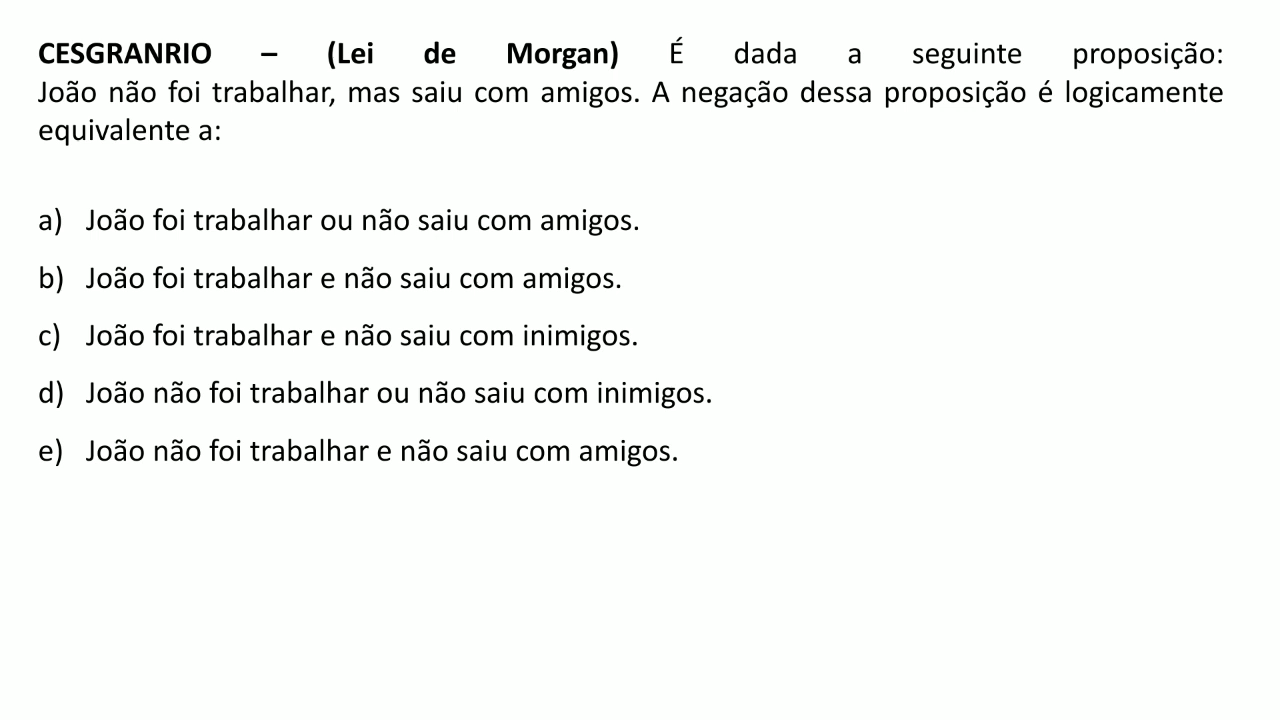 CESGRANRIO – (Lei de Morgan) É dada a seguinte proposição:
João não foi trabalhar, mas saiu com amigos. A negação dessa proposição é logicamente
equivalente a:
a) João foi trabalhar ou não saiu com amigos.
b) João foi trabalhar e não saiu com amigos.
c) João foi trabalhar e não saiu com inimigos.
d) João não foi trabalhar ou não saiu com inimigos.
e) João não foi trabalhar e não saiu com amigos.